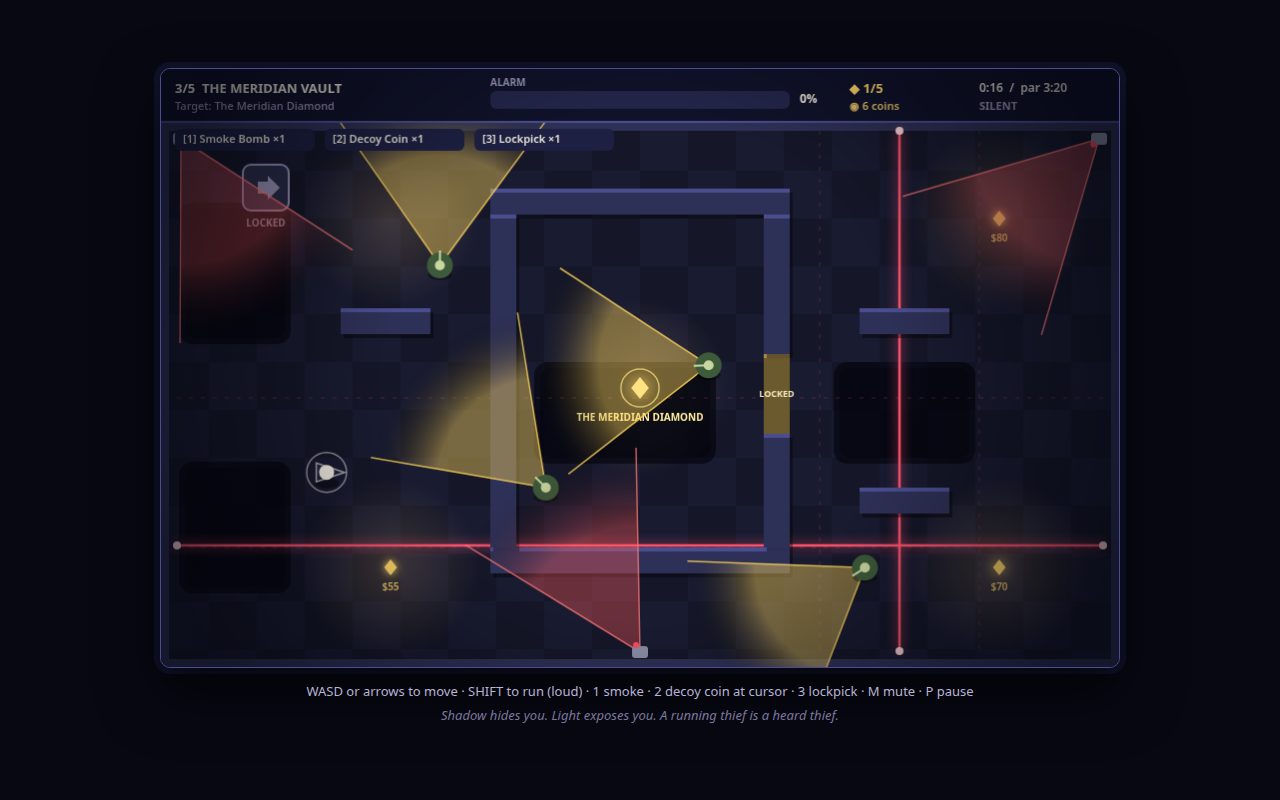 3/5 THE MERIDIAN VAULT
Target: The Meridian Diamond
ALARM
0%
◆ 1/5
◉ 6 coins
0:16 / par 3:20
SILENT
[1] Smoke Bomb ×1
[2] Decoy Coin ×1
[3] Lockpick ×1
LOCKED
$80
LOCKED
THE MERIDIAN DIAMOND
$55
$70
WASD or arrows to move · SHIFT to run (loud) · 1 smoke · 2 decoy coin at cursor · 3 lockpick · M mute · P pause
Shadow hides you. Light exposes you. A running thief is a heard thief.